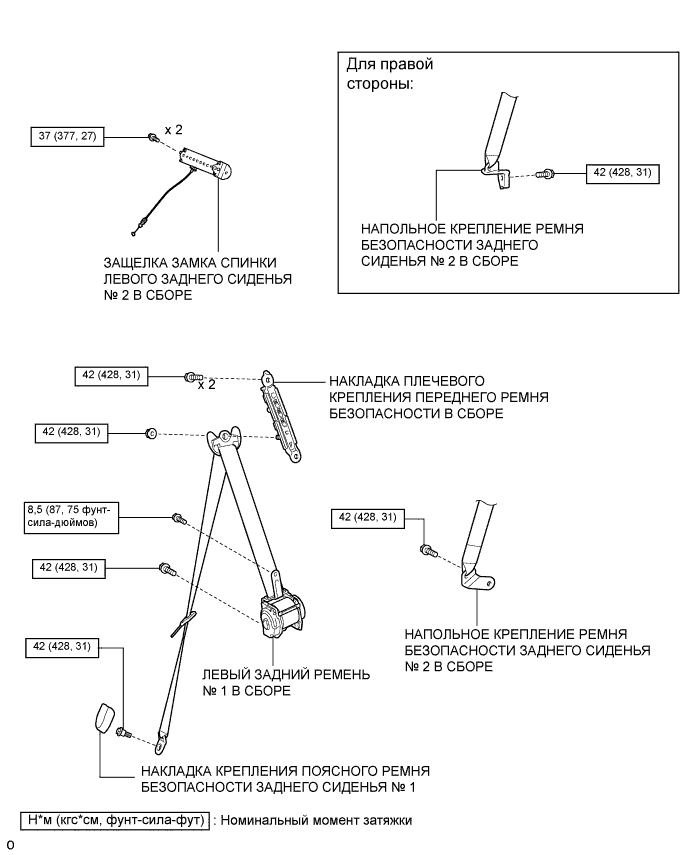 Для правой
стороны:
37 (377, 27)
x 2
42 (428, 31)
НАПОЛЬНОЕ КРЕПЛЕНИЕ РЕМНЯ
БЕЗОПАСНОСТИ ЗАДНЕГО
СИДЕНЬЯ № 2 В СБОРЕ
ЗАЩЕЛКА ЗАМКА СПИНКИ
ЛЕВОГО ЗАДНЕГО СИДЕНЬЯ
№ 2 В СБОРЕ
42 (428, 31)
x 2
НАКЛАДКА ПЛЕЧЕВОГО
КРЕПЛЕНИЯ ПЕРЕДНЕГО РЕМНЯ
БЕЗОПАСНОСТИ В СБОРЕ
42 (428, 31)
8,5 (87, 75 фунт-
сила-дюймов)
42 (428, 31)
42 (428, 31)
42 (428, 31)
НАПОЛЬНОЕ КРЕПЛЕНИЕ РЕМНЯ
БЕЗОПАСНОСТИ ЗАДНЕГО СИДЕНЬЯ
№ 2 В СБОРЕ
ЛЕВЫЙ ЗАДНИЙ РЕМЕНЬ
№ 1 В СБОРЕ
НАКЛАДКА КРЕПЛЕНИЯ ПОЯСНОГО РЕМНЯ
БЕЗОПАСНОСТИ ЗАДНЕГО СИДЕНЬЯ № 1
Н*м (кгс*см, фунт-сила-фут) : Номинальный момент затяжки
O